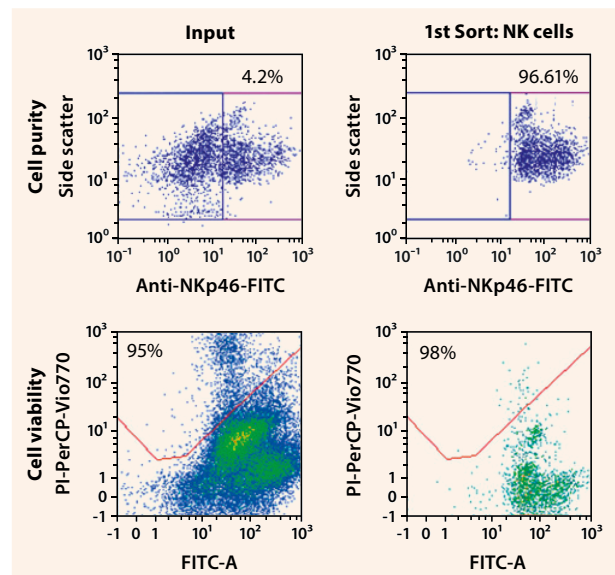 Input
1st Sort: NK cells
Cell purity
Side scatter
10³
10²
10¹
10⁰
4.2%
10⁻¹ 10⁰ 10¹ 10² 10³
Anti-NKp46-FITC
Side scatter
10³
10²
10¹
10⁰
96.61%
10⁻¹ 10⁰ 10¹ 10² 10³
Anti-NKp46-FITC
Cell viability
PI-PerCP-Vio770
10³
10²
10¹
1
0
-1
95%
-1 0 1 10¹ 10² 10³
FITC-A
PI-PerCP-Vio770
10³
10²
10¹
1
0
-1
98%
-1 0 1 10¹ 10² 10³
FITC-A